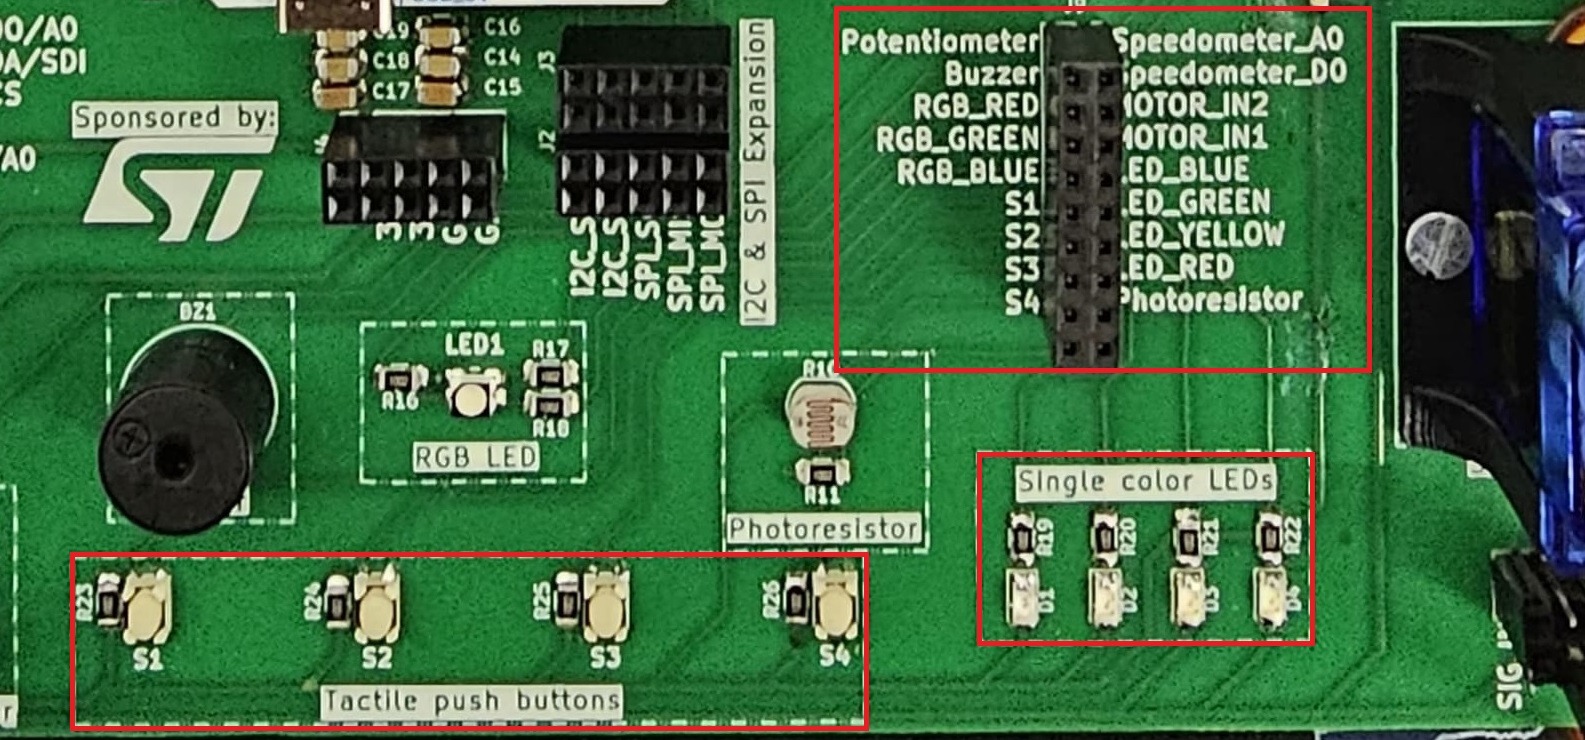 C19 C16
C18 C14
C17 C15
DA/SDI
CS
/A0
Sponsored by:
ST
J3
J2
I2C & SPI Expansion
Potentiometer Speedometer_A0
Buzzer Speedometer_D0
RGB_RED MOTOR_IN2
RGB_GREEN MOTOR_IN1
RGB_BLUE LED_BLUE
S1 LED_GREEN
S2 LED_YELLOW
S3 LED_RED
S4 Photoresistor
3
3
G
G
I2C_S
I2C_S
SPI_S
SPI_MI
SPI_MO
BZ1
LED1
R16
R17
R18
RGB LED
R10
R11
Photoresistor
Single color LEDs
R19 R20 R21 R22
D1 D2 D3 D4
R23 R24 R25 R26
S1 S2 S3 S4
Tactile push buttons
SIG